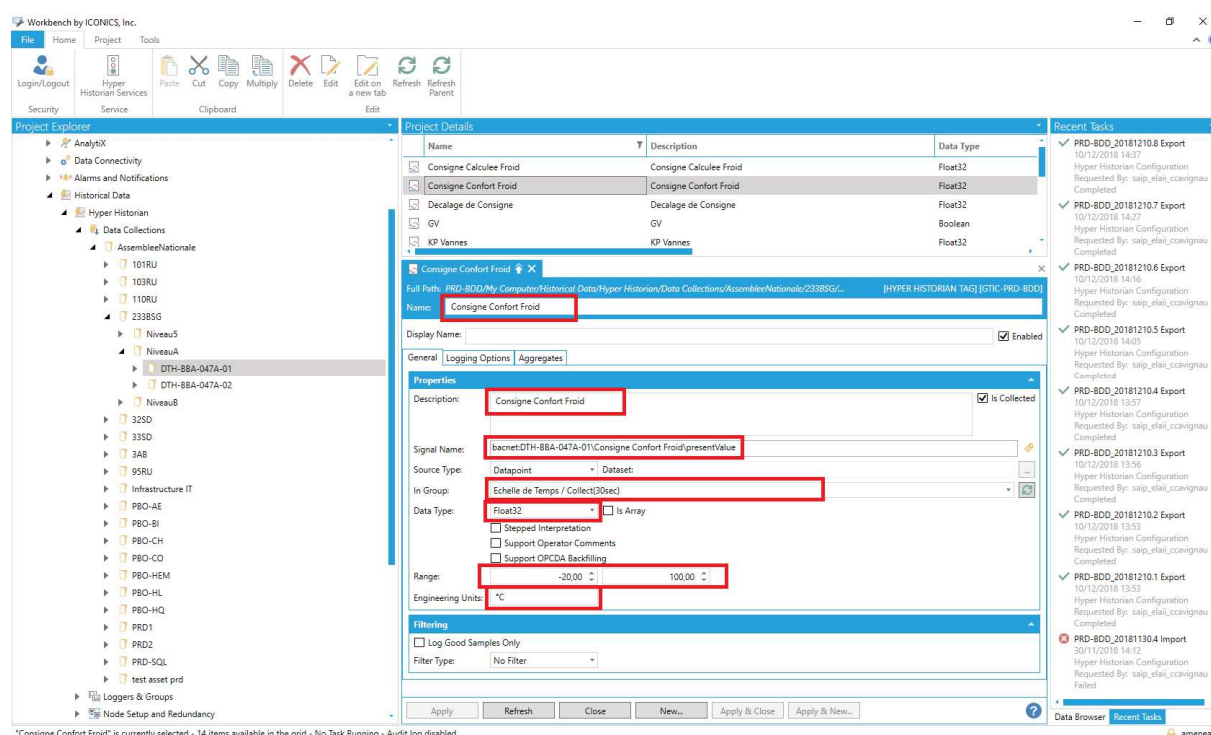 Workbench by ICONICS, Inc.
File Home Project Tools
Login/Logout
Hyper Historian Services
Paste Cut Copy Multiply Delete Edit
Edit on a new tab
Refresh
Refresh Parent
Security Service Clipboard Edit
Project Explorer
AnalytiX
Data Connectivity
Alarms and Notifications
Historical Data
Hyper Historian
Data Collections
AssembleeNationale
101RU
103RU
110RU
233BSG
Niveau5
NiveauA
DTH-BBA-047A-01
DTH-BBA-047A-02
NiveauB
32SD
33SD
3AB
95RU
Infrastructure IT
PBO-AE
PBO-BI
PBO-CH
PBO-CO
PBO-HEM
PBO-HL
PBO-HQ
PRD1
PRD2
PRD-SQL
test asset prd
Loggers & Groups
Node Setup and Redundancy
Project Details
Name Description Data Type
Consigne Calculee Froid Consigne Calculee Froid Float32
Consigne Confort Froid Consigne Confort Froid Float32
Decalage de Consigne Decalage de Consigne Float32
GV GV Boolean
KP Vannes KP Vannes Float32
Consigne Confort Froid
Full Path: PRD-BDD/My Computer/Historical Data/Hyper Historian/Data Collections/AssembleeNationale/233BSG/... [HYPER HISTORIAN TAG] [GTIC-PRD-BDD]
Name: Consigne Confort Froid
Display Name: Enabled
General Logging Options Aggregates
Properties
Description: Consigne Confort Froid Is Collected
Signal Name: bacnet:DTH-BBA-047A-01\Consigne Confort Froid\presentValue
Source Type: Datapoint Dataset: ...
In Group: Echelle de Temps / Collect(30sec)
Data Type: Float32 Is Array
Stepped Interpretation
Support Operator Comments
Support OPCDA Backfilling
Range: -20,00 100,00
Engineering Units: °C
Filtering
Log Good Samples Only
Filter Type: No Filter
Apply Refresh Close New... Apply & Close Apply & New...
Recent Tasks
PRD-BDD_20181210.8 Export
10/12/2018 14:37
Hyper Historian Configuration
Requested By: saip_elaii_ccavignau
Completed
PRD-BDD_20181210.7 Export
10/12/2018 14:27
Hyper Historian Configuration
Requested By: saip_elaii_ccavignau
Completed
PRD-BDD_20181210.6 Export
10/12/2018 14:16
Hyper Historian Configuration
Requested By: saip_elaii_ccavignau
Completed
PRD-BDD_20181210.5 Export
10/12/2018 14:05
Hyper Historian Configuration
Requested By: saip_elaii_ccavignau
Completed
PRD-BDD_20181210.4 Export
10/12/2018 13:57
Hyper Historian Configuration
Requested By: saip_elaii_ccavignau
Completed
PRD-BDD_20181210.3 Export
10/12/2018 13:56
Hyper Historian Configuration
Requested By: saip_elaii_ccavignau
Completed
PRD-BDD_20181210.2 Export
10/12/2018 13:53
Hyper Historian Configuration
Requested By: saip_elaii_ccavignau
Completed
PRD-BDD_20181210.1 Export
10/12/2018 13:53
Hyper Historian Configuration
Requested By: saip_elaii_ccavignau
Completed
PRD-BDD_20181130.4 Import
30/11/2018 14:12
Hyper Historian Configuration
Requested By: saip_elaii_ccavignau
Failed
Data Browser Recent Tasks
"Consigne Confort Froid" is currently selected - 14 items available in the grid - No Task Running - Audit log disabled